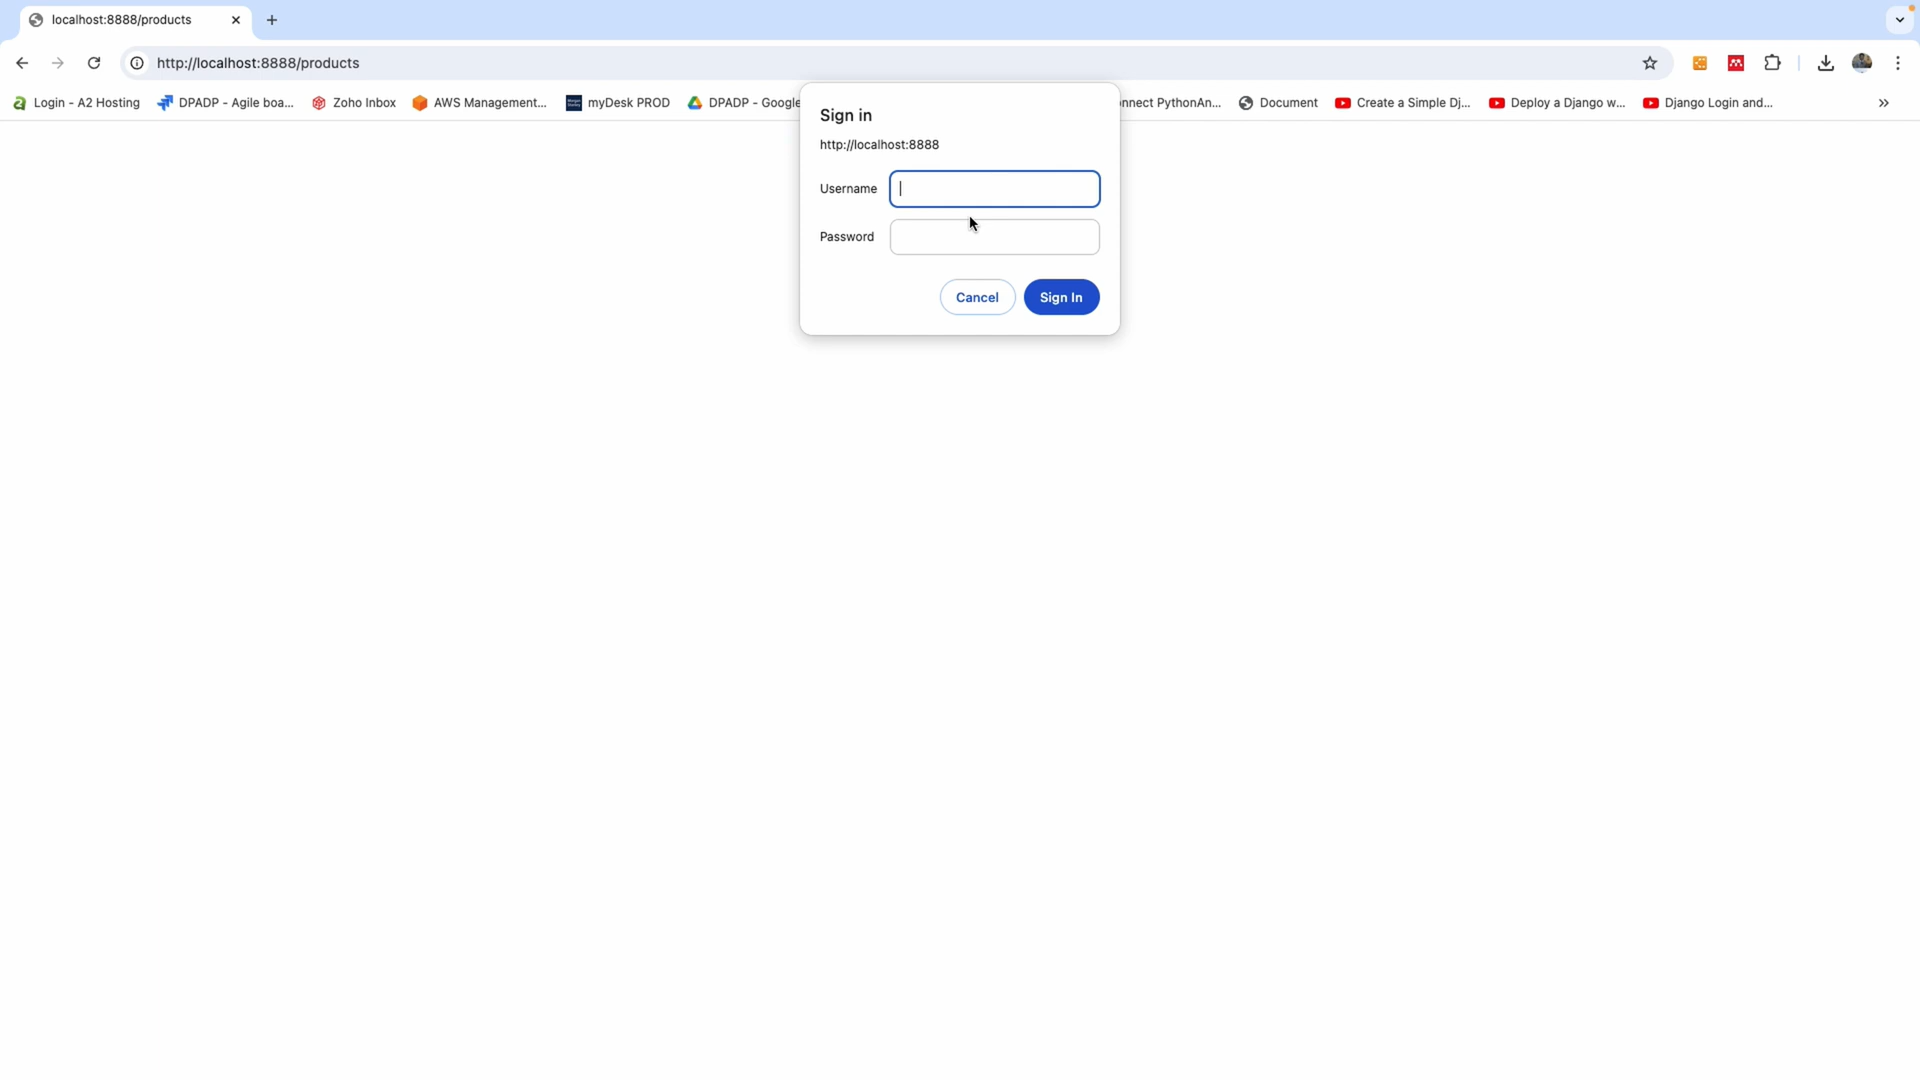 localhost:8888/products
http://localhost:8888/products
Login - A2 Hosting DPADP - Agile boa... Zoho Inbox AWS Management... myDesk PROD DPADP - Google nnect PythonAn... Document Create a Simple Dj... Deploy a Django w... Django Login and...
Sign in
http://localhost:8888
Username
Password
Cancel Sign In